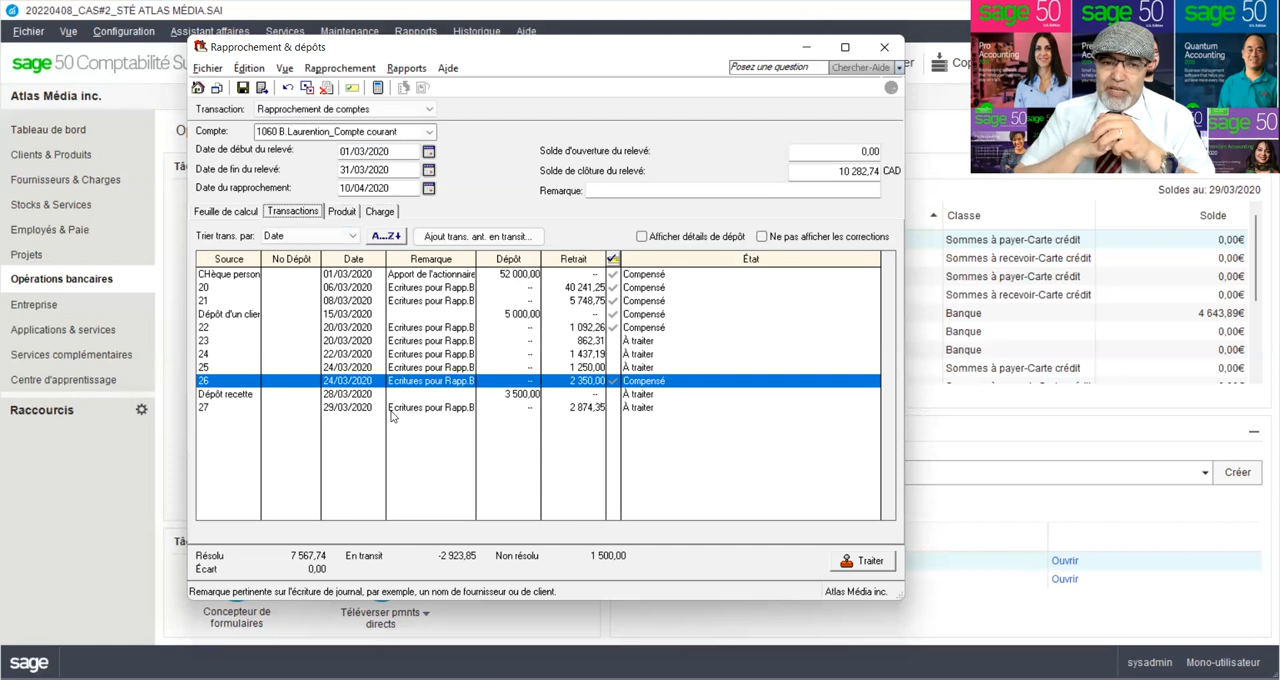 20220408_CAS#2_STÉ ATLAS MÉDIA.SAI
Fichier Vue Configuration Assistant affaires Services Maintenance Rapports Historique Aide
sage 50 Comptabilité
Atlas Média inc.
Tableau de bord
Clients & Produits
Fournisseurs & Charges
Stocks & Services
Employés & Paie
Projets
Opérations bancaires
Entreprise
Applications & services
Services complémentaires
Centre d'apprentissage
Raccourcis
Rapprochement & dépôts
Fichier Édition Vue Rapprochement Rapports Aide
Posez une question Chercher-Aide
Transaction: Rapprochement de comptes
Compte: 1060 B.Laurention_Compte courant
Date de début du relevé: 01/03/2020 Solde d'ouverture du relevé: 0,00
Date de fin du relevé: 31/03/2020 Solde de clôture du relevé: 10 282,74 CAD
Date du rapprochement: 10/04/2020 Remarque:
Feuille de calcul Transactions Produit Charge
Trier trans. par: Date A...Z Ajout trans. ant. en transit... Afficher détails de dépôt Ne pas afficher les corrections
Source No Dépôt Date Remarque Dépôt Retrait État
CHèque person 01/03/2020 Apport de l'actionnaire 52 000,00 -- Compensé
20 06/03/2020 Ecritures pour Rapp.B -- 40 241,25 Compensé
21 08/03/2020 Ecritures pour Rapp.B -- 5 748,75 Compensé
Dépôt d'un clier 15/03/2020 5 000,00 -- Compensé
22 20/03/2020 Ecritures pour Rapp.B -- 1 092,26 Compensé
23 20/03/2020 Ecritures pour Rapp.B -- 862,31 À traiter
24 22/03/2020 Ecritures pour Rapp.B -- 1 437,19 À traiter
25 24/03/2020 Ecritures pour Rapp.B -- 1 250,00 À traiter
26 24/03/2020 Ecritures pour Rapp.B -- 2 350,00 Compensé
Dépôt recette 28/03/2020 3 500,00 -- À traiter
27 29/03/2020 Ecritures pour Rapp.B -- 2 874,35 À traiter
Résolu 7 567,74 En transit -2 923,85 Non résolu 1 500,00
Écart 0,00
Traiter
Remarque pertinente sur l'écriture de journal, par exemple, un nom de fournisseur ou de client. Atlas Média inc.
Concepteur de formulaires
Téléverser pmnts directs
Soldes au: 29/03/2020
Classe Solde
Sommes à payer-Carte crédit 0,00€
Sommes à recevoir-Carte crédit 0,00€
Sommes à payer-Carte crédit 0,00€
Sommes à recevoir-Carte crédit 0,00€
Banque 4 643,89€
Banque 0,00€
Banque 0,00€
Créer
Ouvrir
Ouvrir
sage 50
sage 50
sage 50
Pro Accounting
Quantum Accounting
sage 50
sage
sysadmin Mono-utilisateur